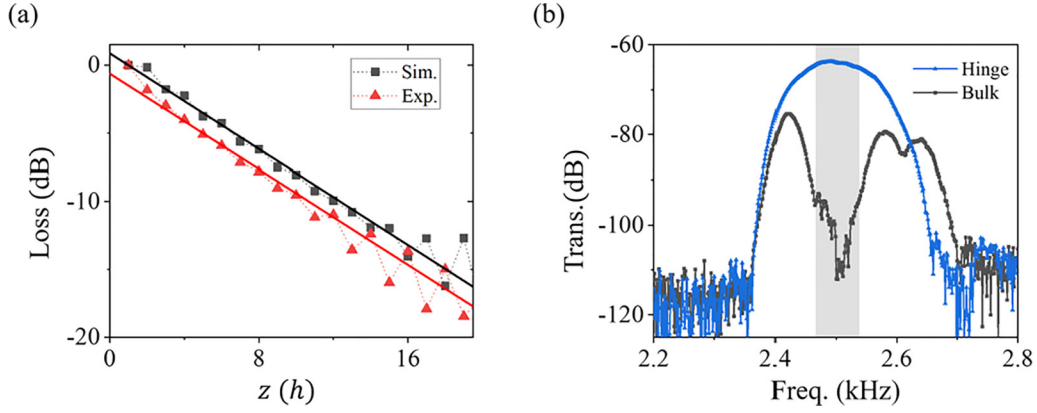 (a)
(b)
0
-10
-20
Loss (dB)
0
8
16
z (h)
Sim.
Exp.
-60
-80
-100
-120
Trans.(dB)
2.2
2.4
2.6
2.8
Freq. (kHz)
Hinge
Bulk